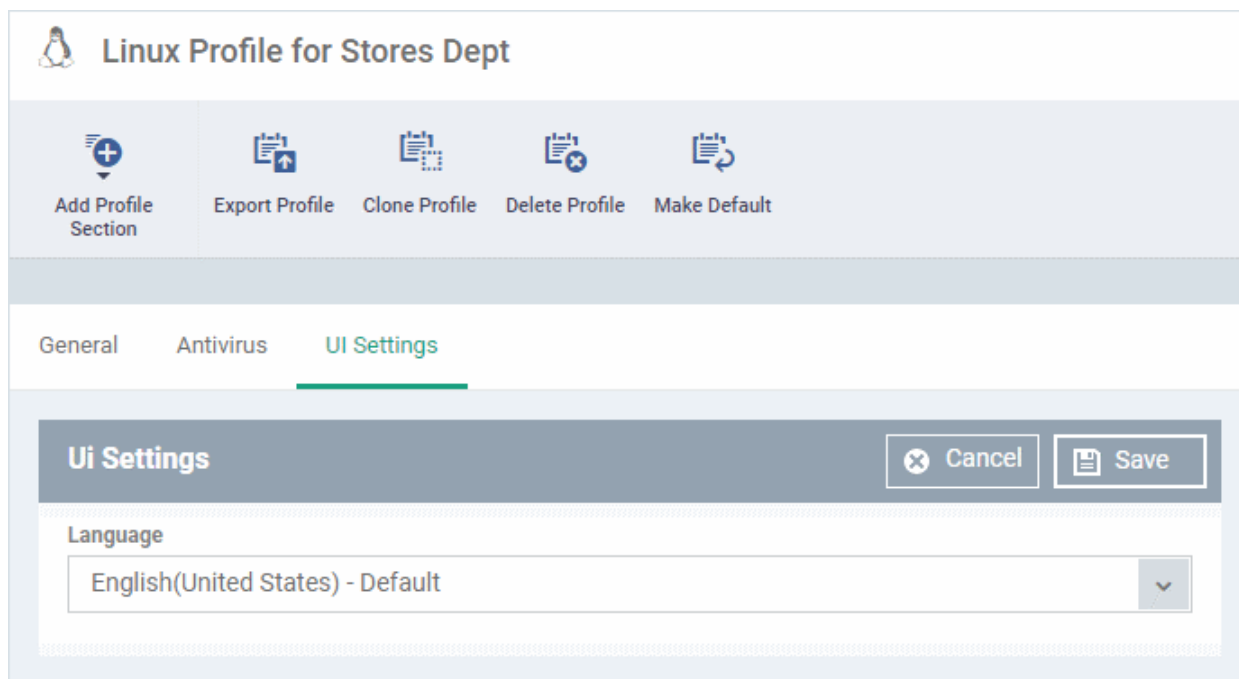 Linux Profile for Stores Dept
Add Profile
Section
Export Profile
Clone Profile
Delete Profile
Make Default
General
Antivirus
UI Settings
Ui Settings
Cancel
Save
Language
English(United States) - Default